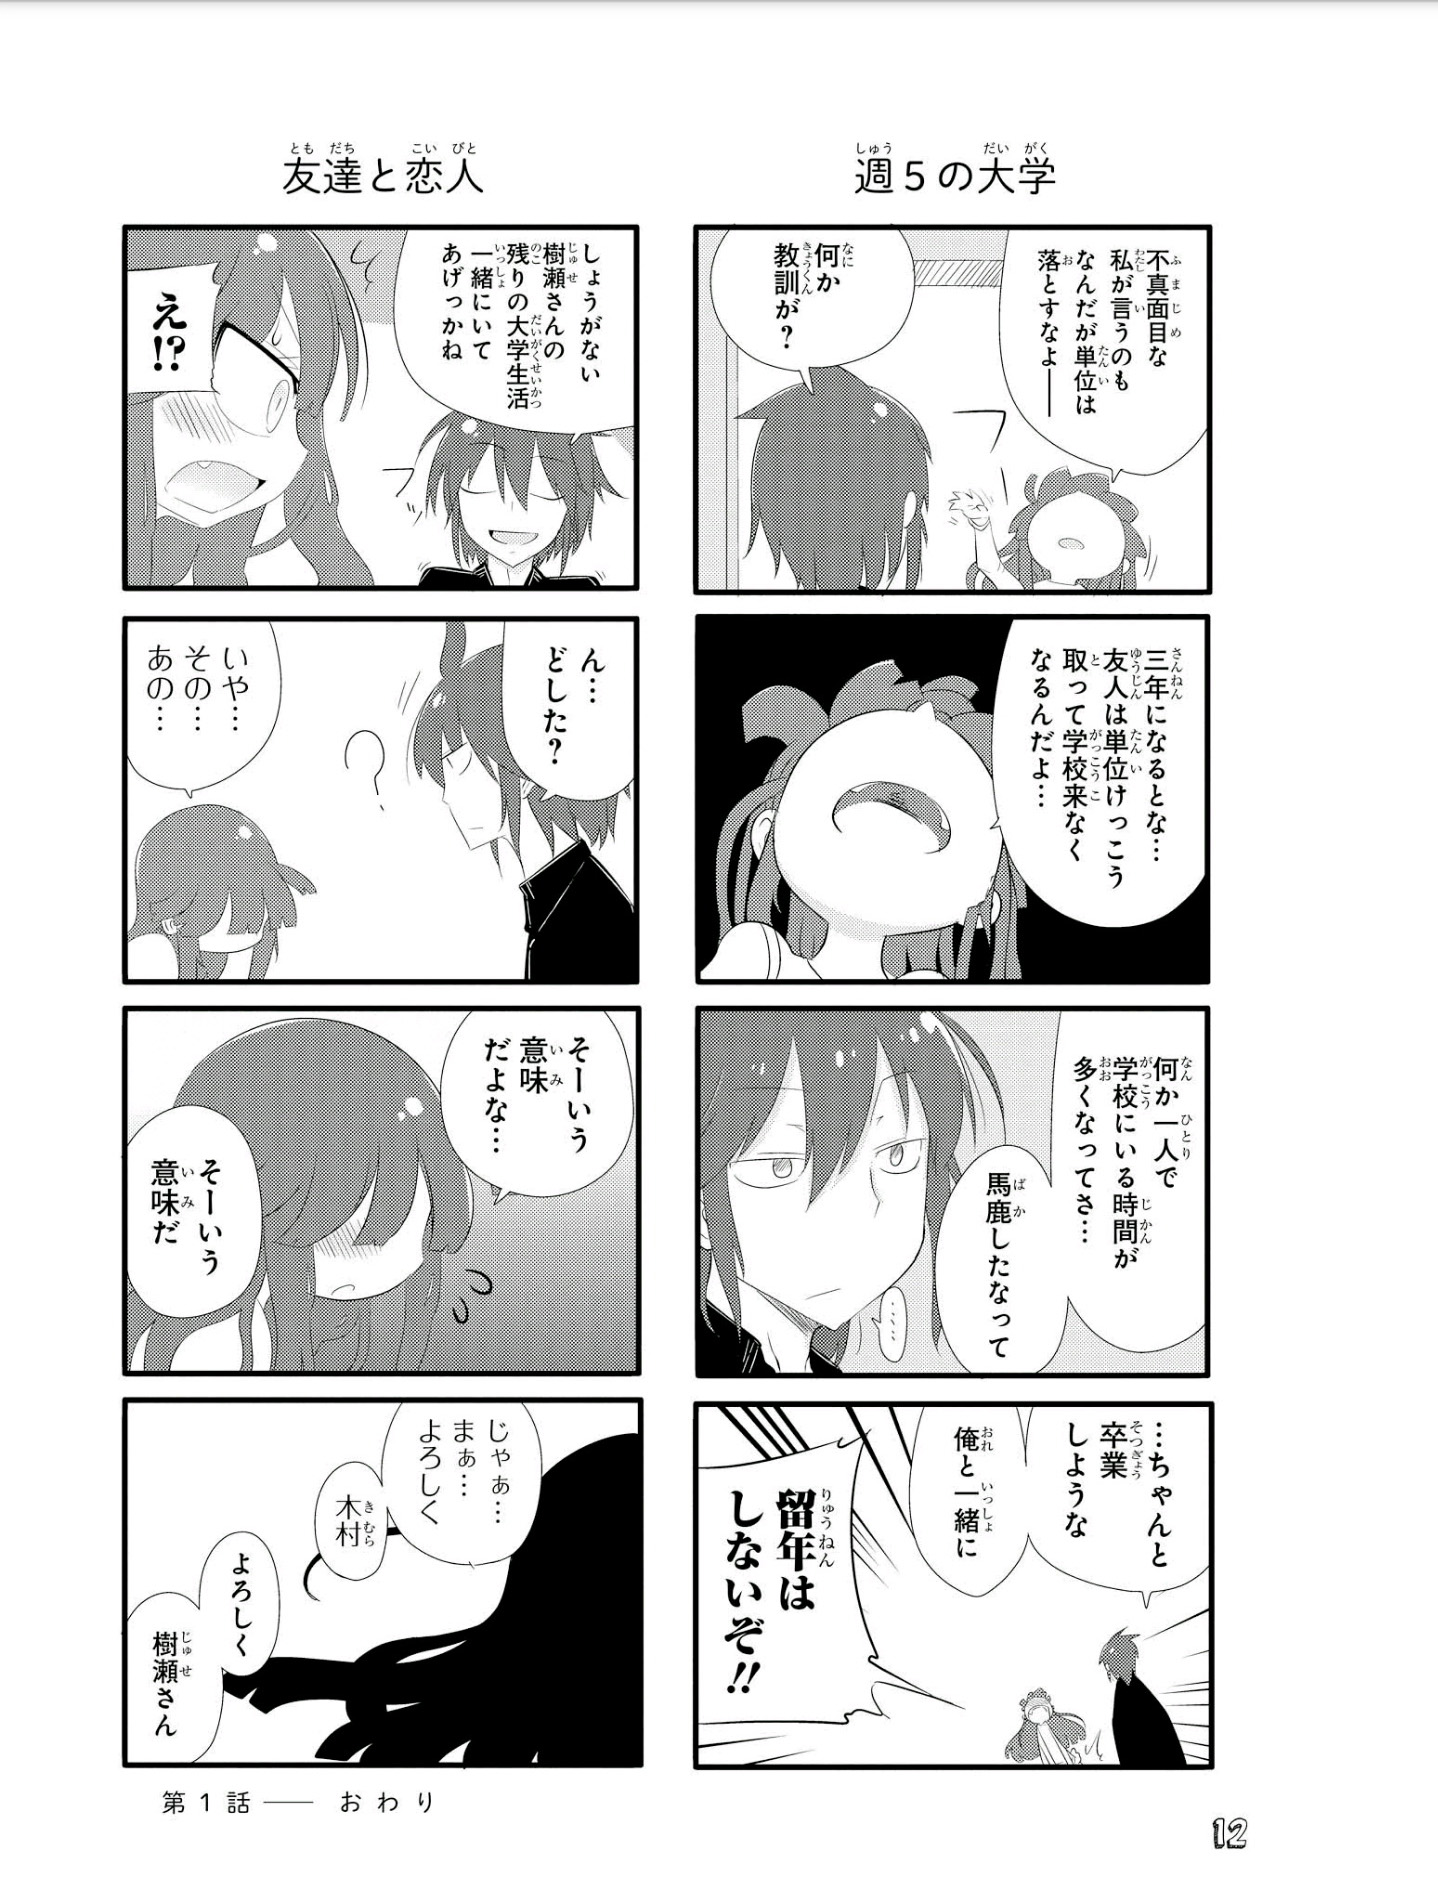 週5の大学
不真面目な
私が言うのも
なんだが単位は
落とすなよ――
何か
教訓が?
三年になるとな…
友人は単位けっこう
取って学校来なく
なるんだよ…
何か一人で
学校にいる時間が
多くなってさ…
馬鹿したなって
……
…ちゃんと
卒業
しような
俺と一緒に
留年は
しないぞ!!
友達と恋人
しょうがない
樹瀬さんの
残りの大学生活
一緒にいて
あげっかね
え!?
ん…
どした?
いや…
その…
あの…
そーいう
意味
だよな…
そーいう
意味だ
じゃぁ…
まぁ…
よろしく
木村
よろしく
樹瀬さん
第1話―― おわり
12